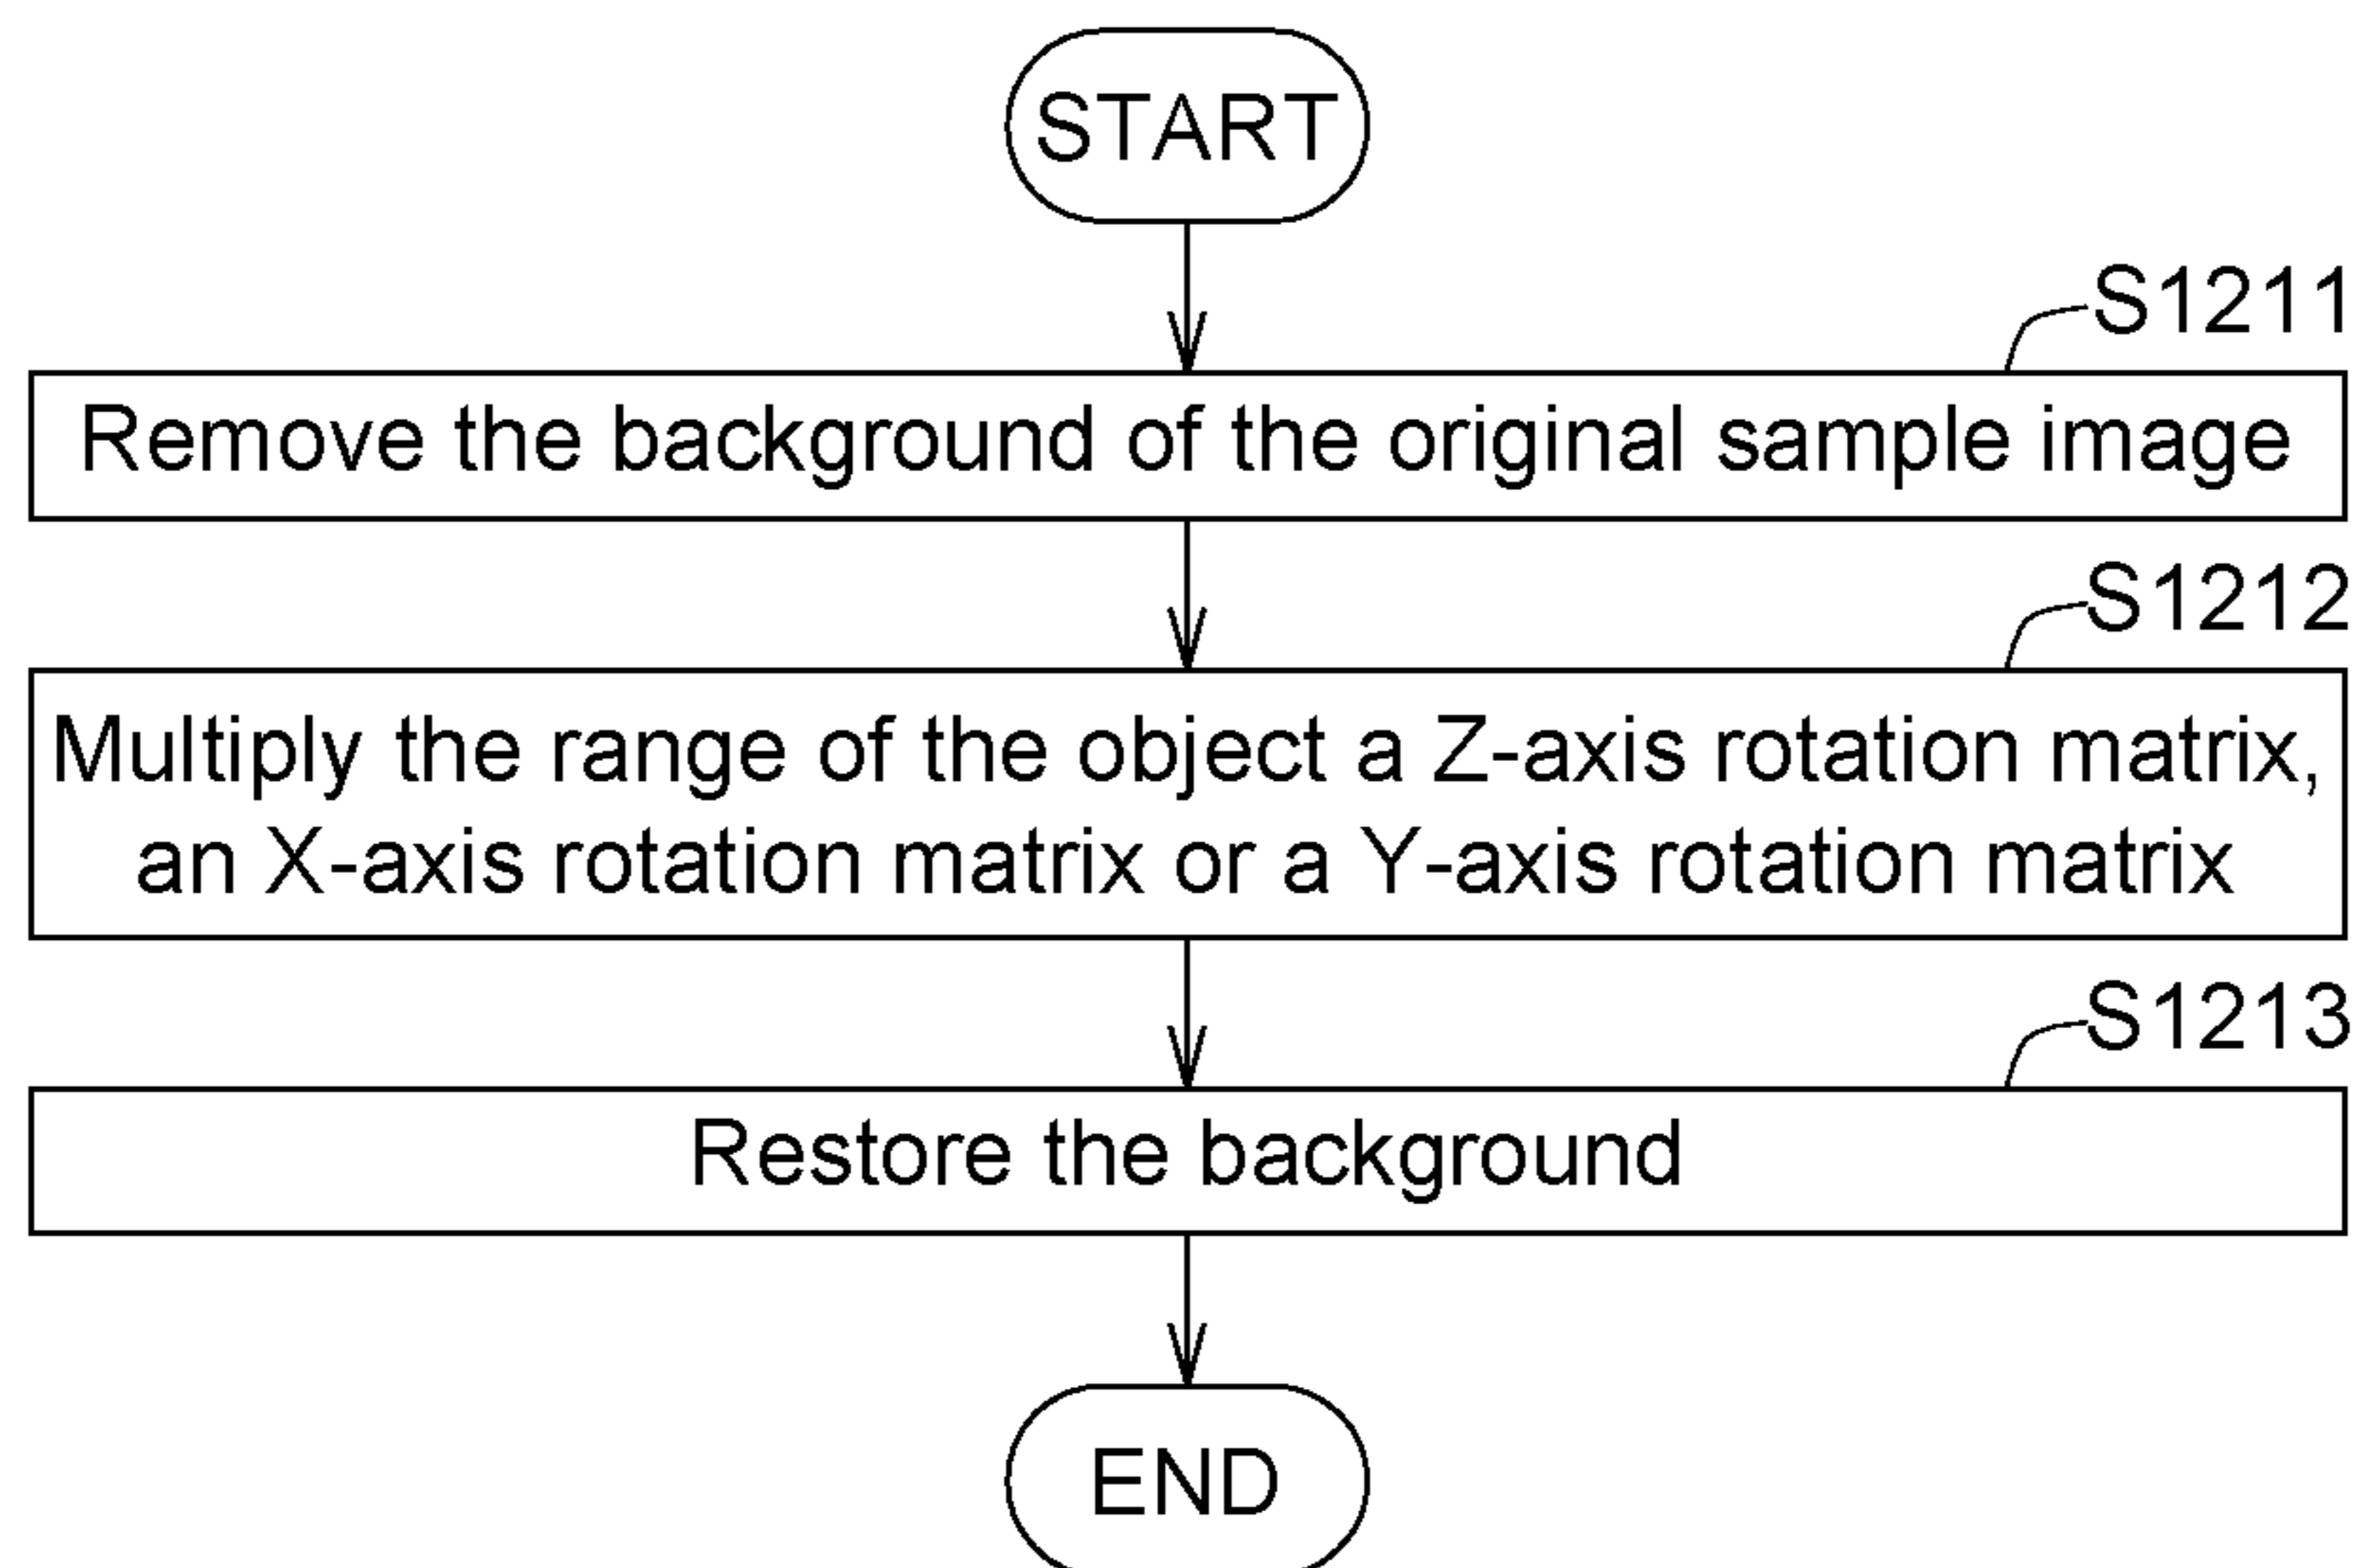 START
S1211
Remove the background of the original sample image
S1212
Multiply the range of the object a Z-axis rotation matrix,
an X-axis rotation matrix or a Y-axis rotation matrix
S1213
Restore the background
END